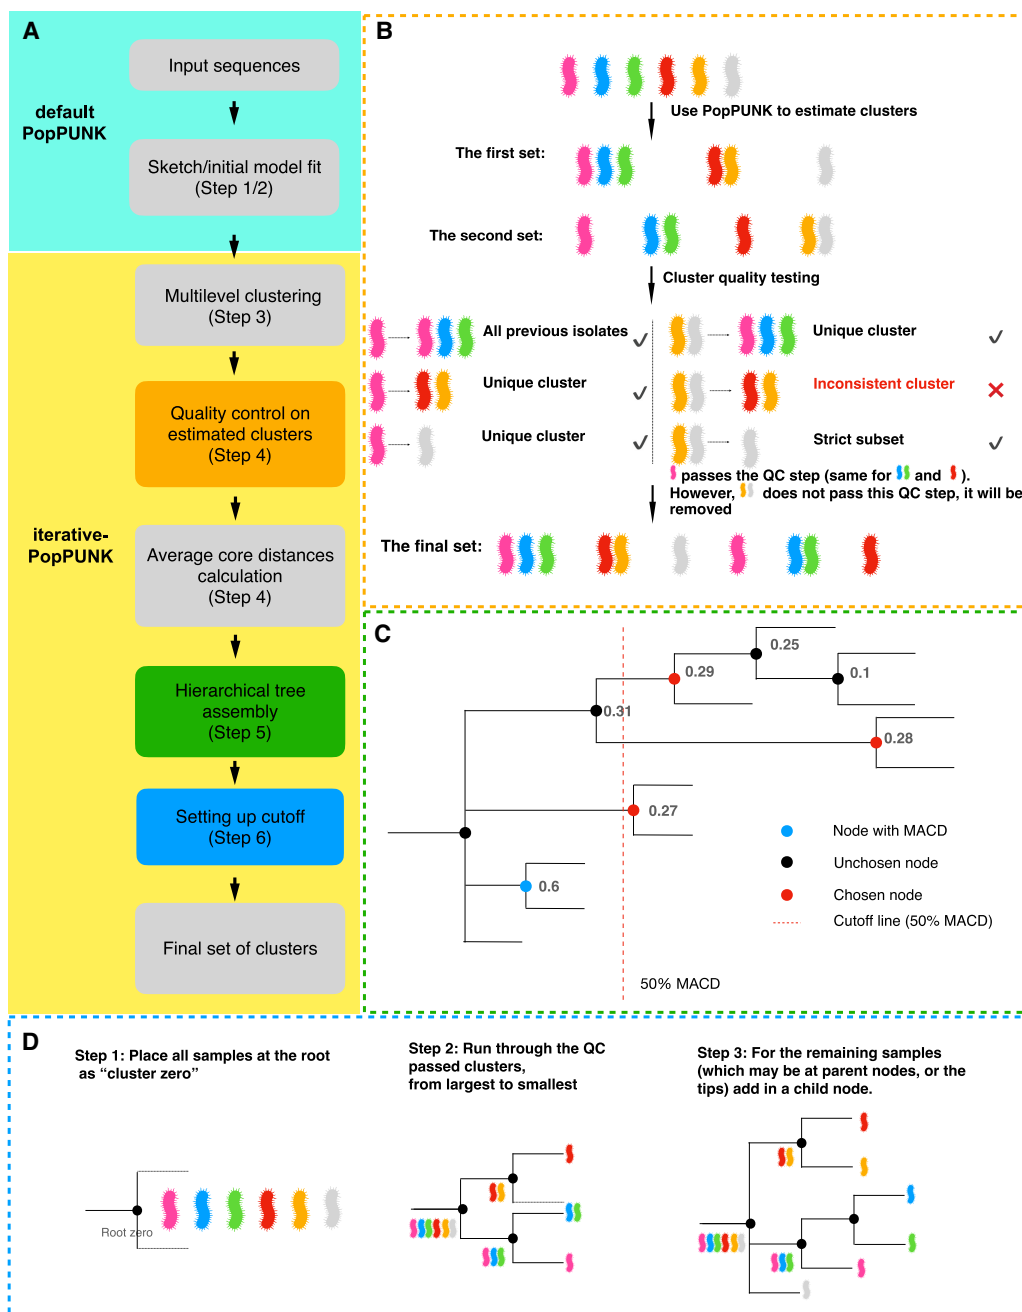 A
Input sequences
default
PopPUNK
Sketch/initial model fit
(Step 1/2)
Multilevel clustering
(Step 3)
Quality control on
estimated clusters
(Step 4)
iterative-
PopPUNK
Average core distances
calculation
(Step 4)
Hierarchical tree
assembly
(Step 5)
Setting up cutoff
(Step 6)
Final set of clusters
B
Use PopPUNK to estimate clusters
The first set:
The second set:
Cluster quality testing
All previous isolates
Unique cluster
Unique cluster
Unique cluster
Inconsistent cluster
Strict subset
passes the QC step (same for and ).
However, does not pass this QC step, it will be
removed
The final set:
C
0.25
0.29
0.1
0.31
0.28
0.27
0.6
Node with MACD
Unchosen node
Chosen node
Cutoff line (50% MACD)
50% MACD
D
Step 1: Place all samples at the root
as “cluster zero”
Root zero
Step 2: Run through the QC
passed clusters,
from largest to smallest
Step 3: For the remaining samples
(which may be at parent nodes, or the
tips) add in a child node.